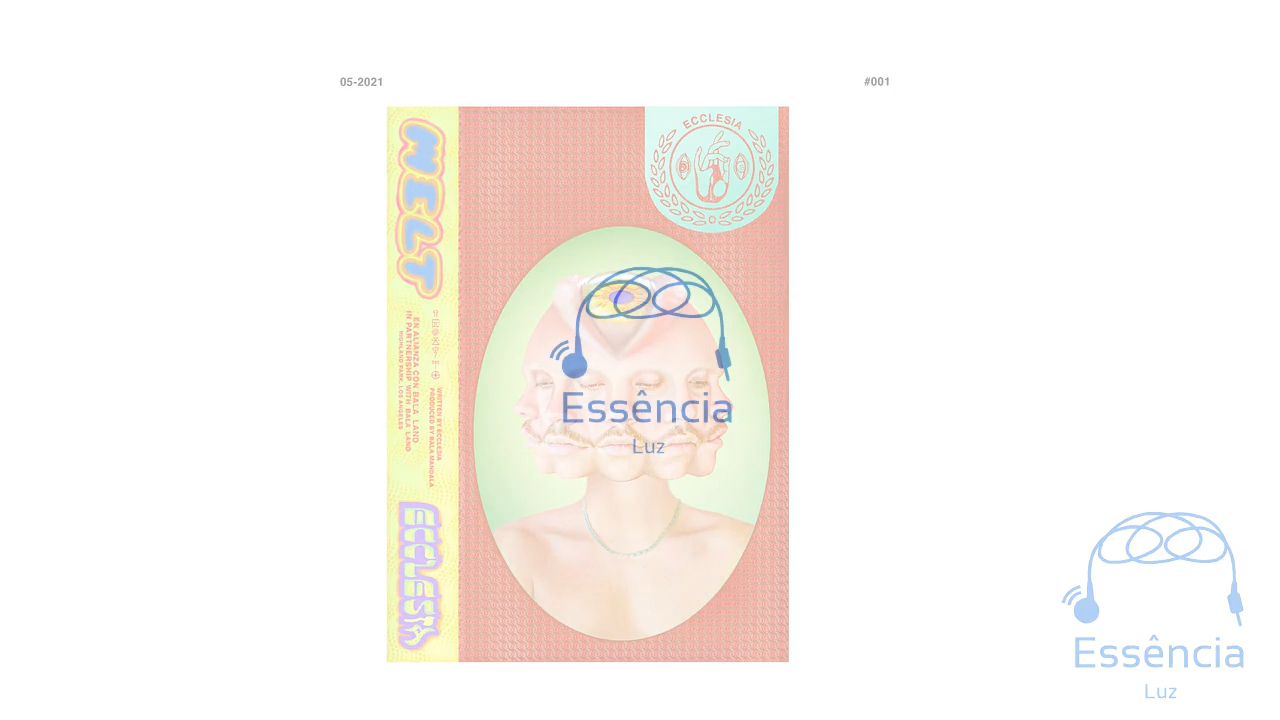 05-2021
#001
MELT
ECCLESIA
EN ALIANZA CON BALA LAND
IN PARTNERSHIP WITH BALA LAND
HIGHLAND PARK, LOS ANGELES
WRITTEN BY ECCLESIA
PRODUCED BY BALA MANDALA
ECCLESIA
Essência
Luz
Essência
Luz